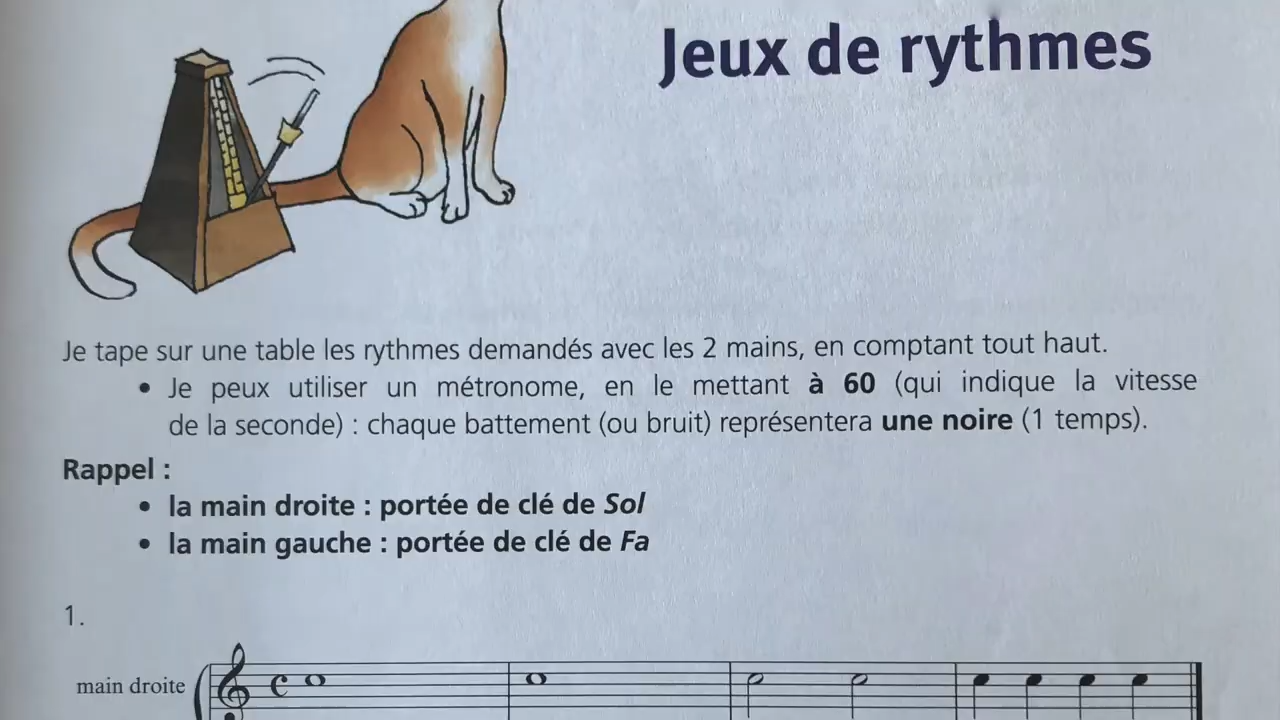 Jeux de rythmes
Je tape sur une table les rythmes demandés avec les 2 mains, en comptant tout haut.
• Je peux utiliser un métronome, en le mettant à 60 (qui indique la vitesse
de la seconde) : chaque battement (ou bruit) représentera une noire (1 temps).
Rappel :
• la main droite : portée de clé de Sol
• la main gauche : portée de clé de Fa
1.
main droite